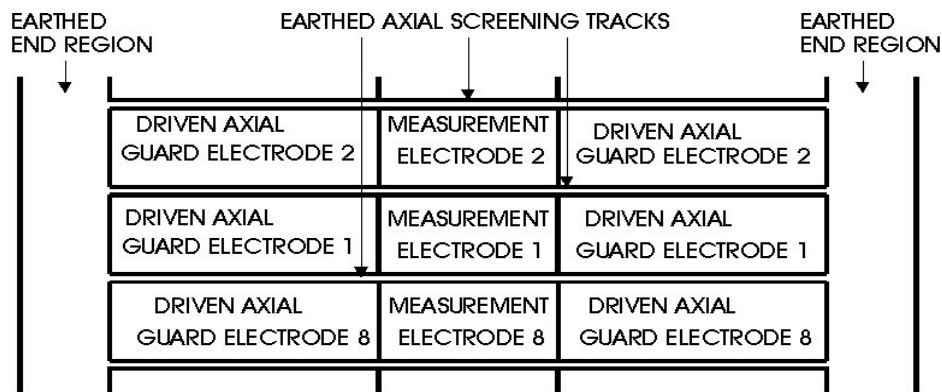 EARTHED
END REGION
EARTHED AXIAL SCREENING TRACKS
EARTHED
END REGION
DRIVEN AXIAL
GUARD ELECTRODE 2
MEASUREMENT
ELECTRODE 2
DRIVEN AXIAL
GUARD ELECTRODE 2
DRIVEN AXIAL
GUARD ELECTRODE 1
MEASUREMENT
ELECTRODE 1
DRIVEN AXIAL
GUARD ELECTRODE 1
DRIVEN AXIAL
GUARD ELECTRODE 8
MEASUREMENT
ELECTRODE 8
DRIVEN AXIAL
GUARD ELECTRODE 8